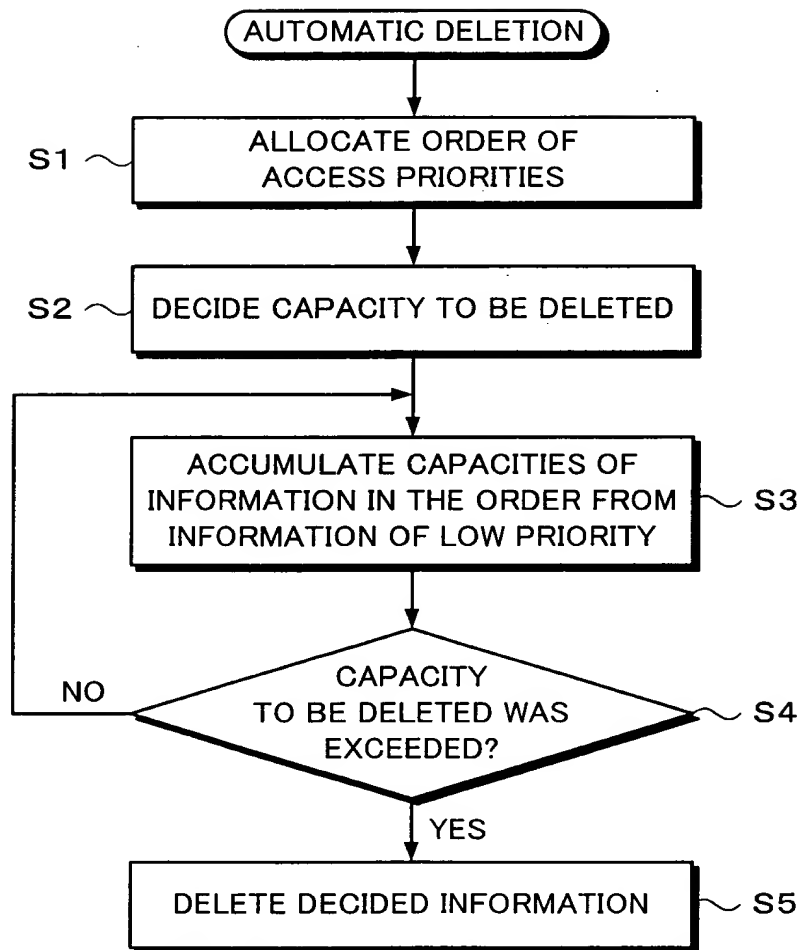 AUTOMATIC DELETION
S1
ALLOCATE ORDER OF
ACCESS PRIORITIES
S2
DECIDE CAPACITY TO BE DELETED
ACCUMULATE CAPACITIES OF
INFORMATION IN THE ORDER FROM
INFORMATION OF LOW PRIORITY
S3
NO
CAPACITY
TO BE DELETED WAS
EXCEEDED?
S4
YES
DELETE DECIDED INFORMATION
S5